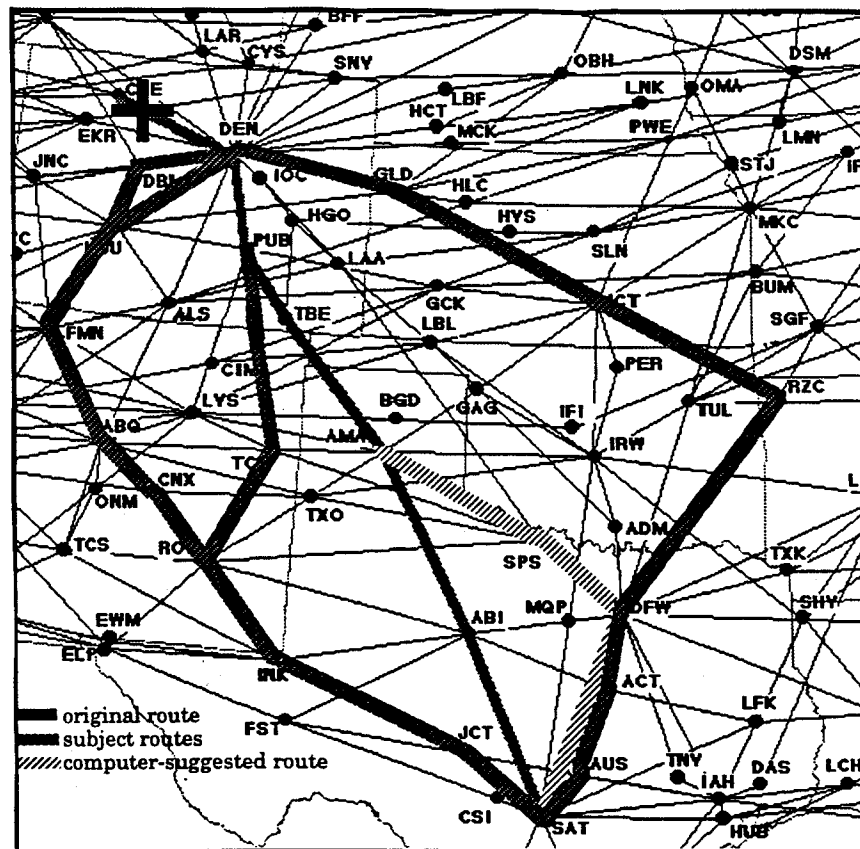 BFF
LAR
CYS
SNY
OBH
DSM
LBF
LNK
OMA
EKR
DEN
HCT
MCK
PWE
LMN
JNC
DBL
IOC
GLD
HLC
STJ
HGO
HYS
SLN
MKC
PUB
LAA
GCK
BUM
ALS
TBE
LBL
ICT
SGF
FMN
CIM
PER
RZC
LYS
BGD
GAG
IFI
TUL
ABQ
AMA
IRW
CNX
ONM
TXO
ADM
TCS
SPS
TXK
EWM
ABI
MQP
DFW
SHV
ELP
INK
ACT
LFK
original route
FST
JCT
subject routes
computer-suggested route
AUS
TNY
IAH
DAS
LCH
CSI
SAT
HUB